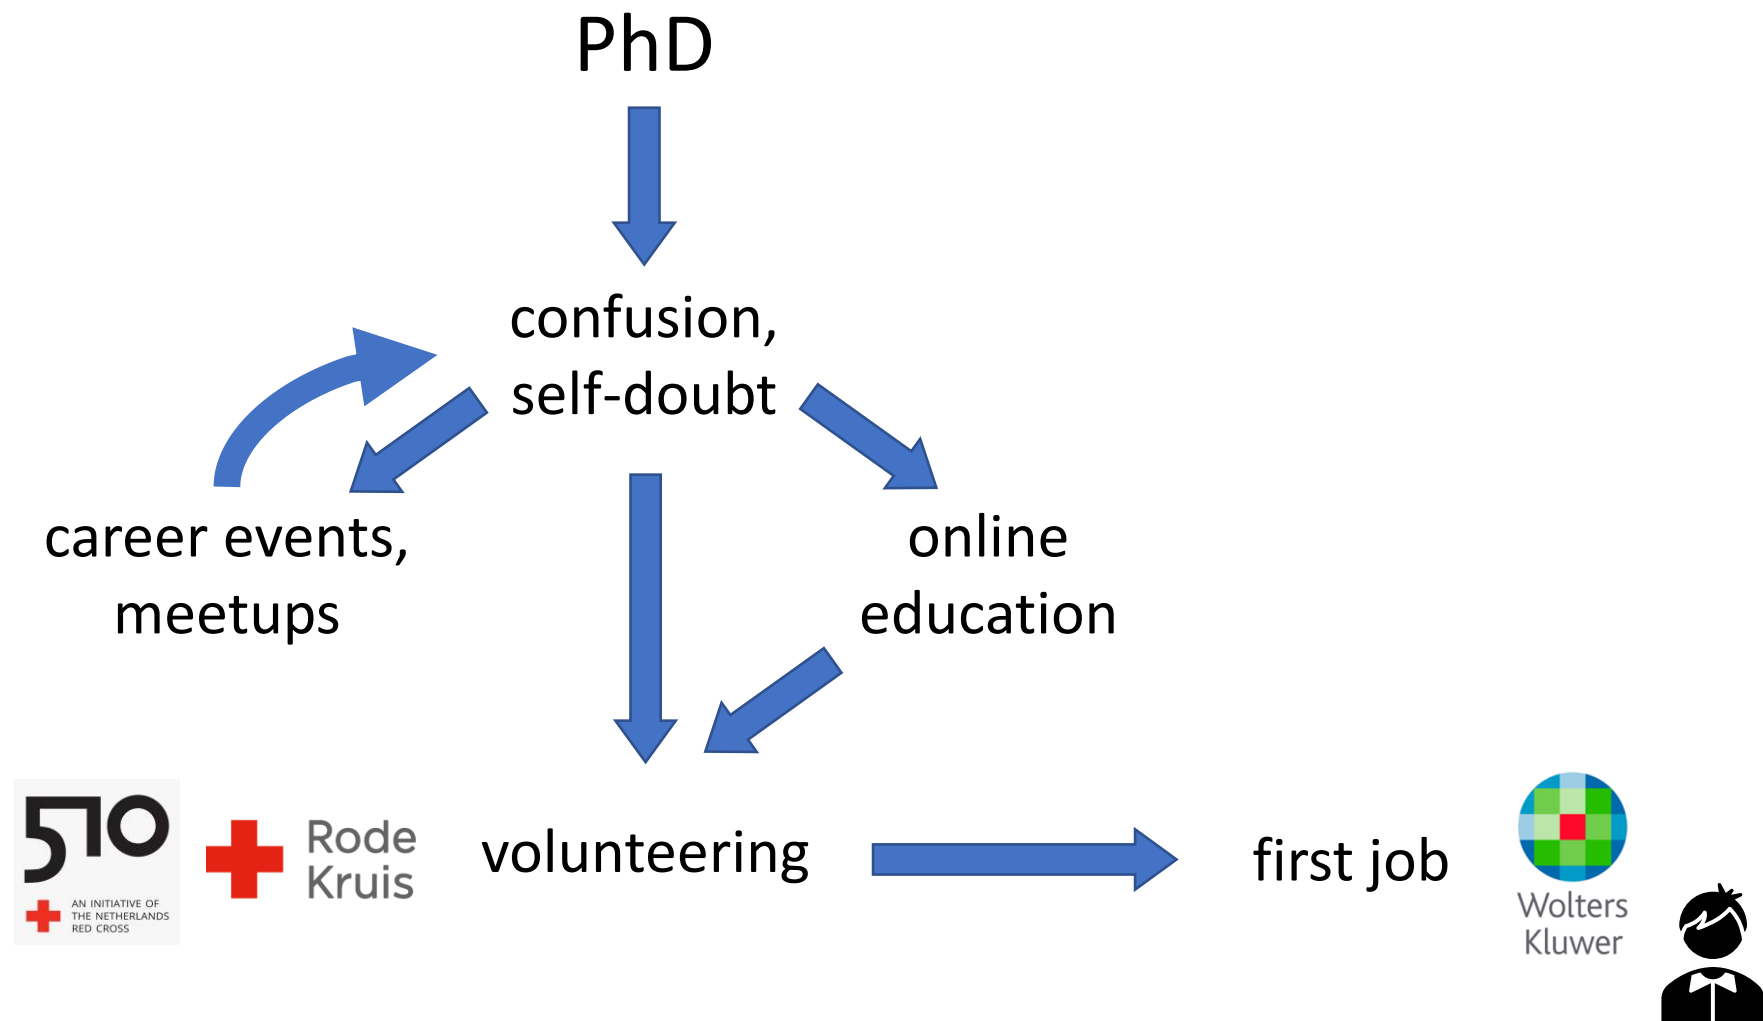 PhD
confusion,
self-doubt
career events,
meetups
online
education
510
AN INITIATIVE OF
THE NETHERLANDS
RED CROSS
Rode
Kruis
volunteering
first job
Wolters
Kluwer